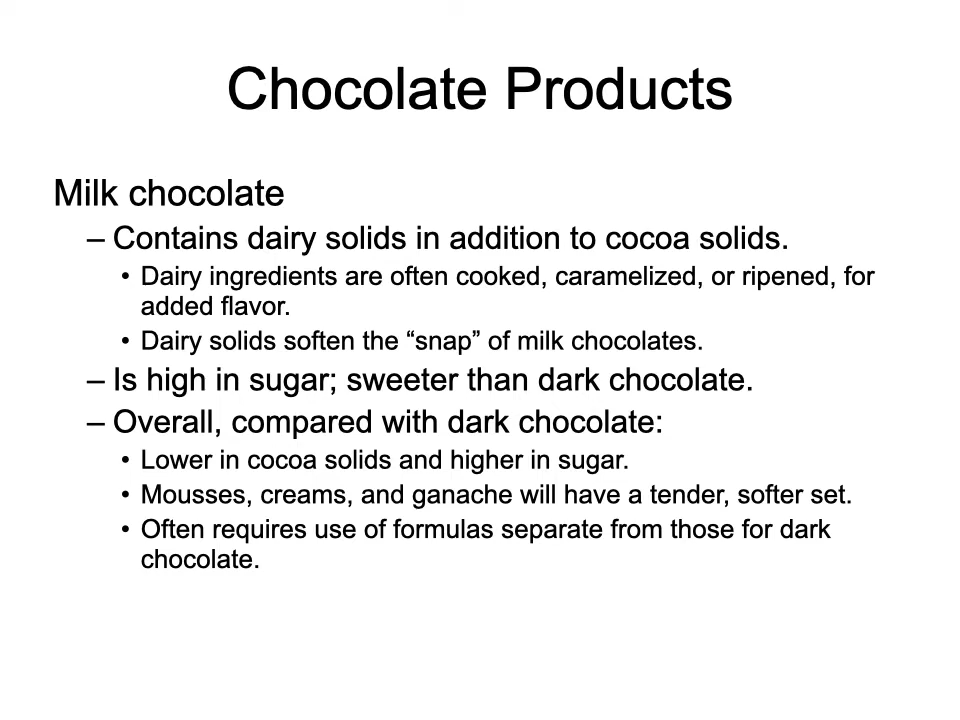 Chocolate Products
Milk chocolate
– Contains dairy solids in addition to cocoa solids.
• Dairy ingredients are often cooked, caramelized, or ripened, for
added flavor.
• Dairy solids soften the “snap” of milk chocolates.
– Is high in sugar; sweeter than dark chocolate.
– Overall, compared with dark chocolate:
• Lower in cocoa solids and higher in sugar.
• Mousses, creams, and ganache will have a tender, softer set.
• Often requires use of formulas separate from those for dark
chocolate.